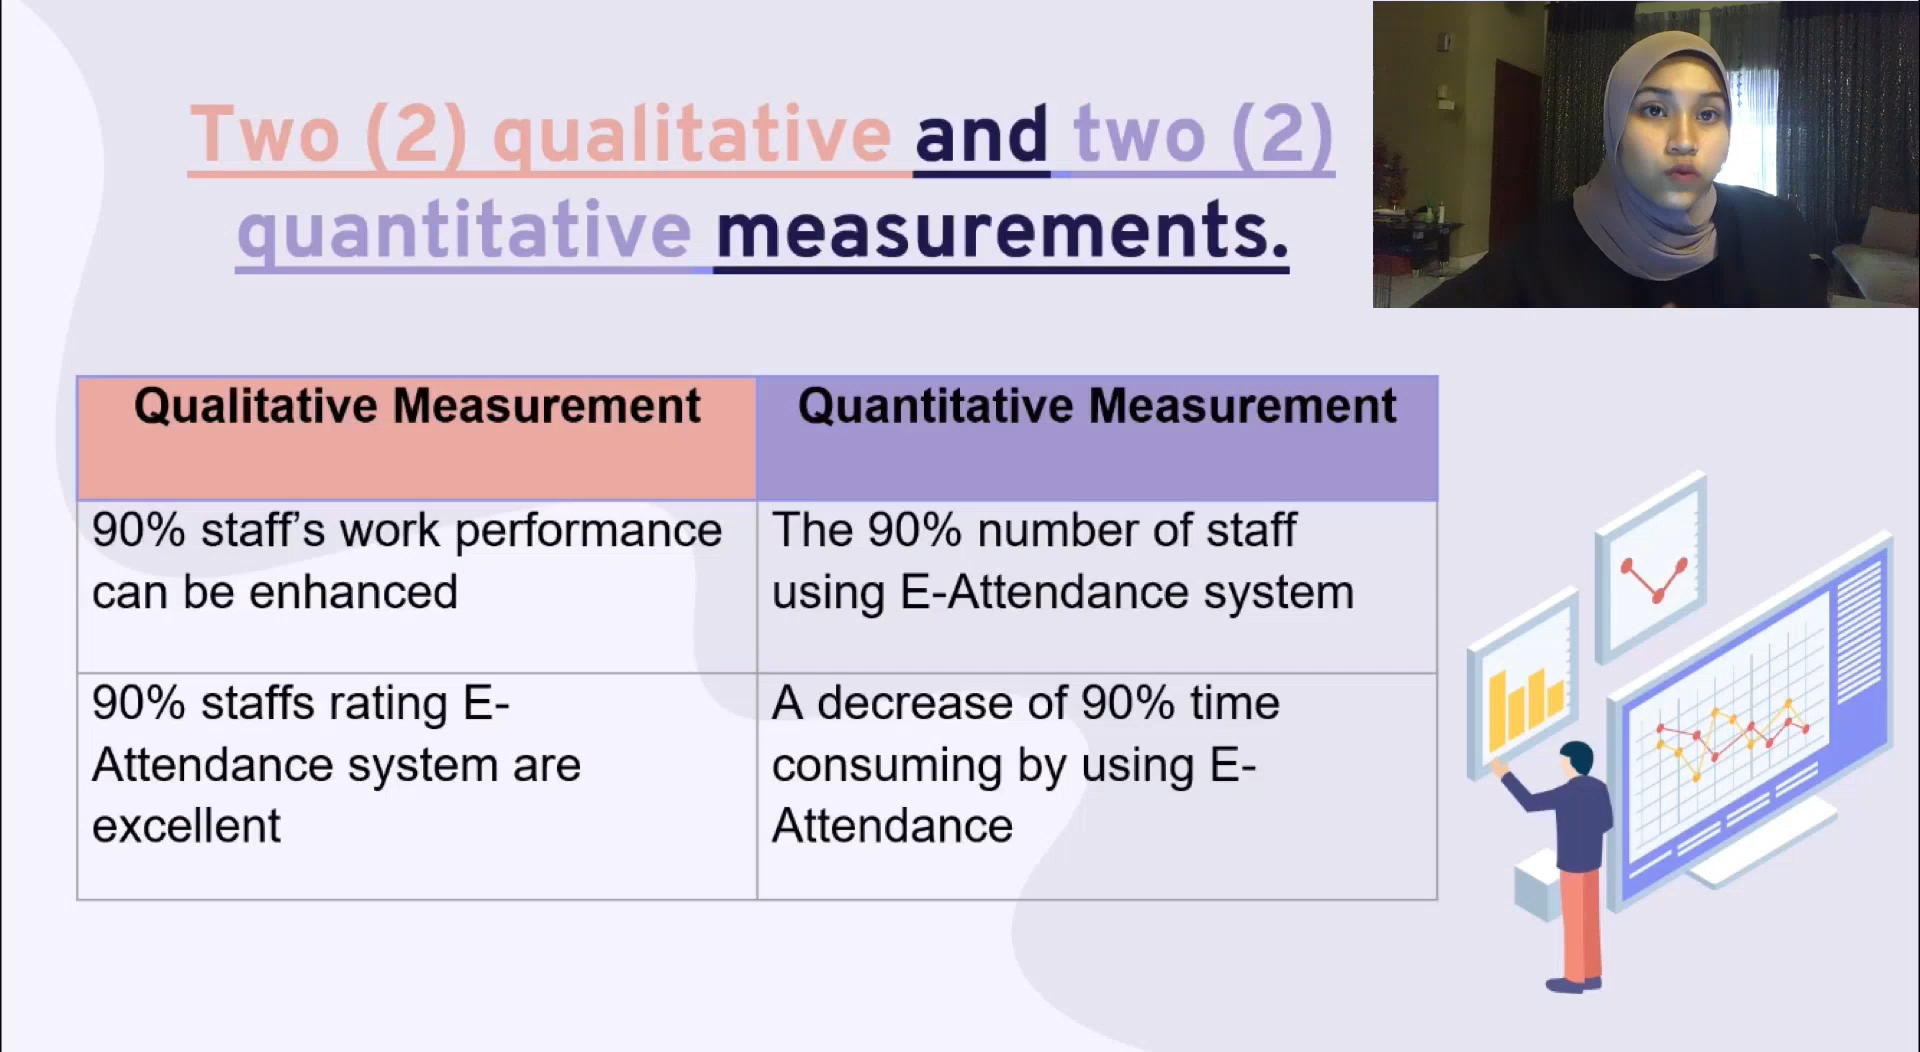 Two (2) qualitative and two (2)
quantitative measurements.
Qualitative Measurement
Quantitative Measurement
90% staff’s work performance
can be enhanced
The 90% number of staff
using E-Attendance system
90% staffs rating E-
Attendance system are
excellent
A decrease of 90% time
consuming by using E-
Attendance